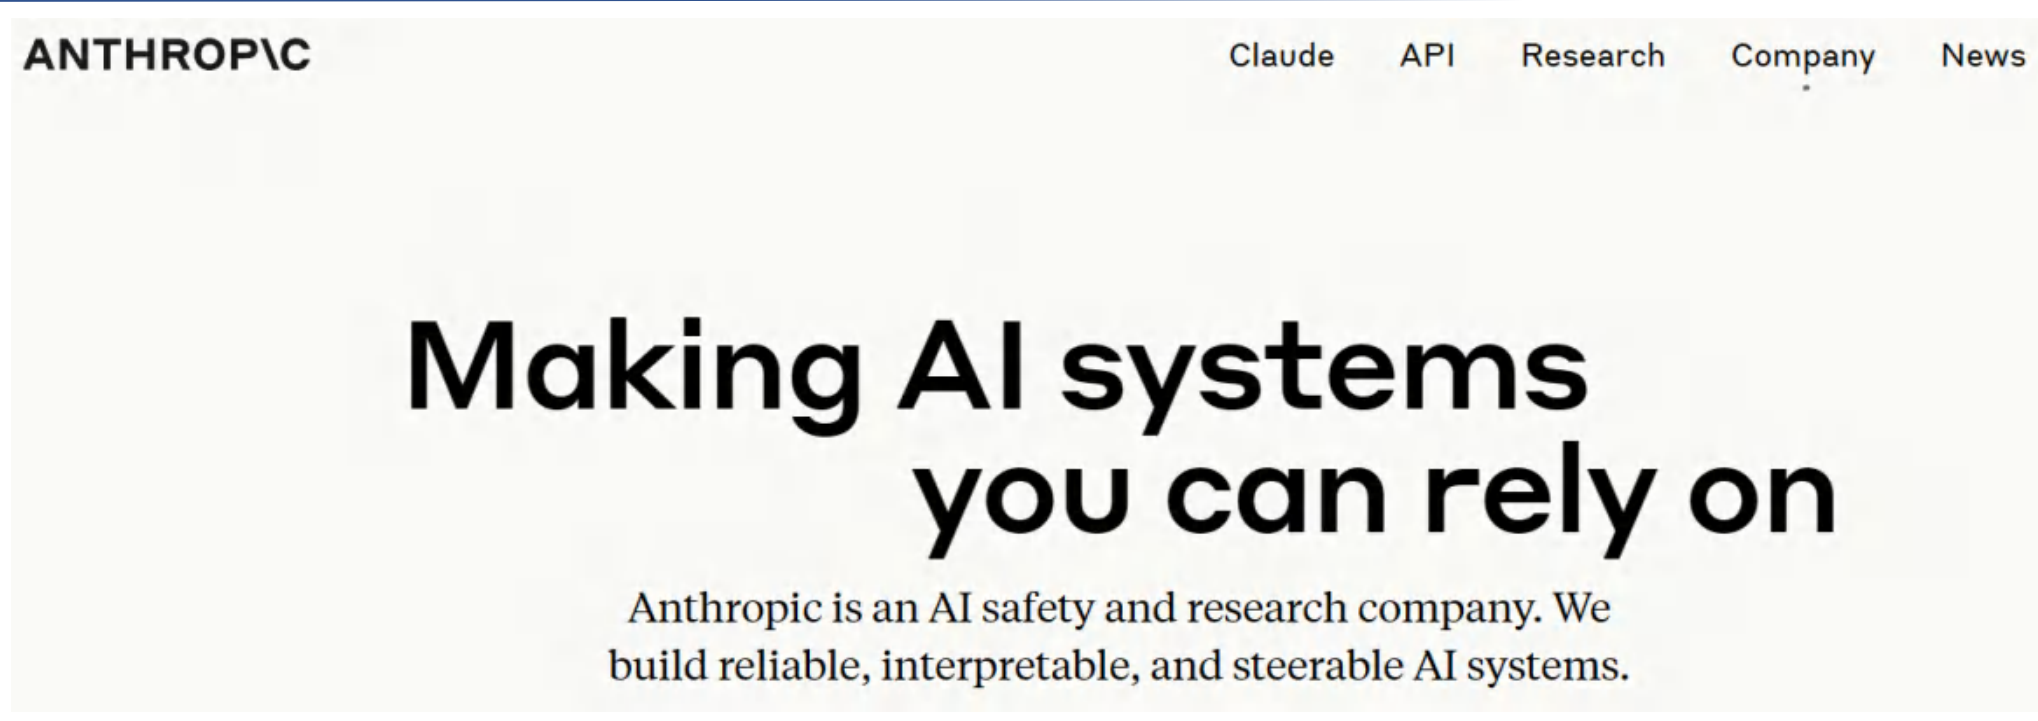 ANTHROP\C
Claude API Research Company News
Making AI systems
you can rely on
Anthropic is an AI safety and research company. We
build reliable, interpretable, and steerable AI systems.